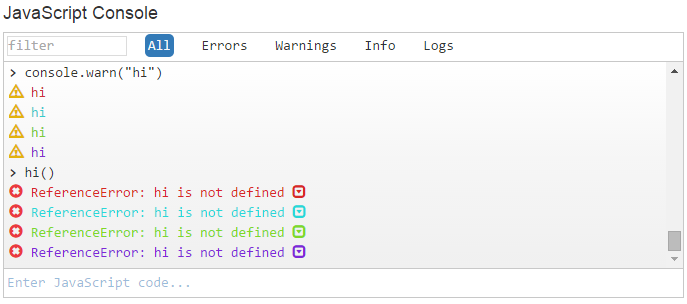 JavaScript Console
filter All Errors Warnings Info Logs
> console.warn("hi")
hi
hi
hi
hi
> hi()
ReferenceError: hi is not defined
ReferenceError: hi is not defined
ReferenceError: hi is not defined
ReferenceError: hi is not defined
Enter JavaScript code...